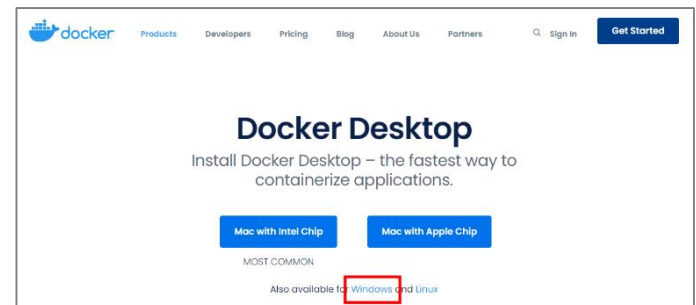 docker Products Developers Pricing Blog About Us Partners Sign In Get Started
Docker Desktop
Install Docker Desktop – the fastest way to
containerize applications.
Mac with Intel Chip Mac with Apple Chip
MOST COMMON
Also available for Windows and Linux